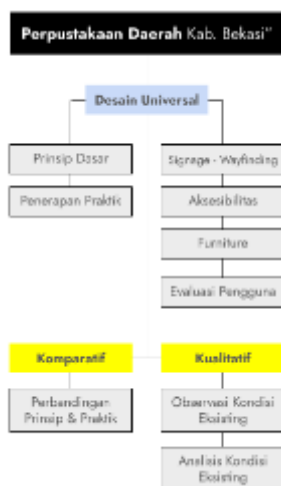 Perpustakaan Daerah Kab. Bekasi"
Desain Universal
Prinsip Dasar
Penerapan Praktik
Signage - Wayfinding
Aksesibilitas
Furniture
Evaluasi Pengguna
Komparatif
Perbandingan
Prinsip & Praktik
Kualitatif
Observasi Kondisi
Eksisting
Analisis Kondisi
Eksisting